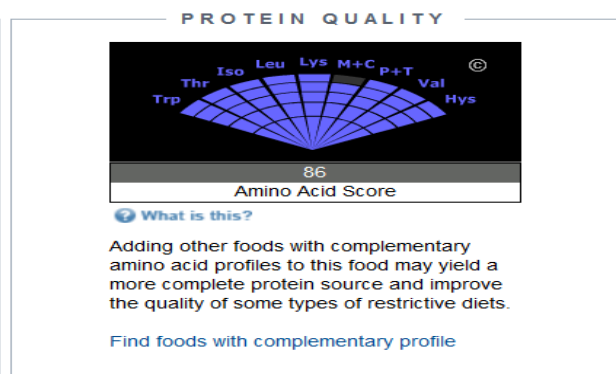 PROTEIN QUALITY
©
Trp Thr Iso Leu Lys M+C P+T Val Hys
86
Amino Acid Score
? What is this?
Adding other foods with complementary
amino acid profiles to this food may yield a
more complete protein source and improve
the quality of some types of restrictive diets.
Find foods with complementary profile